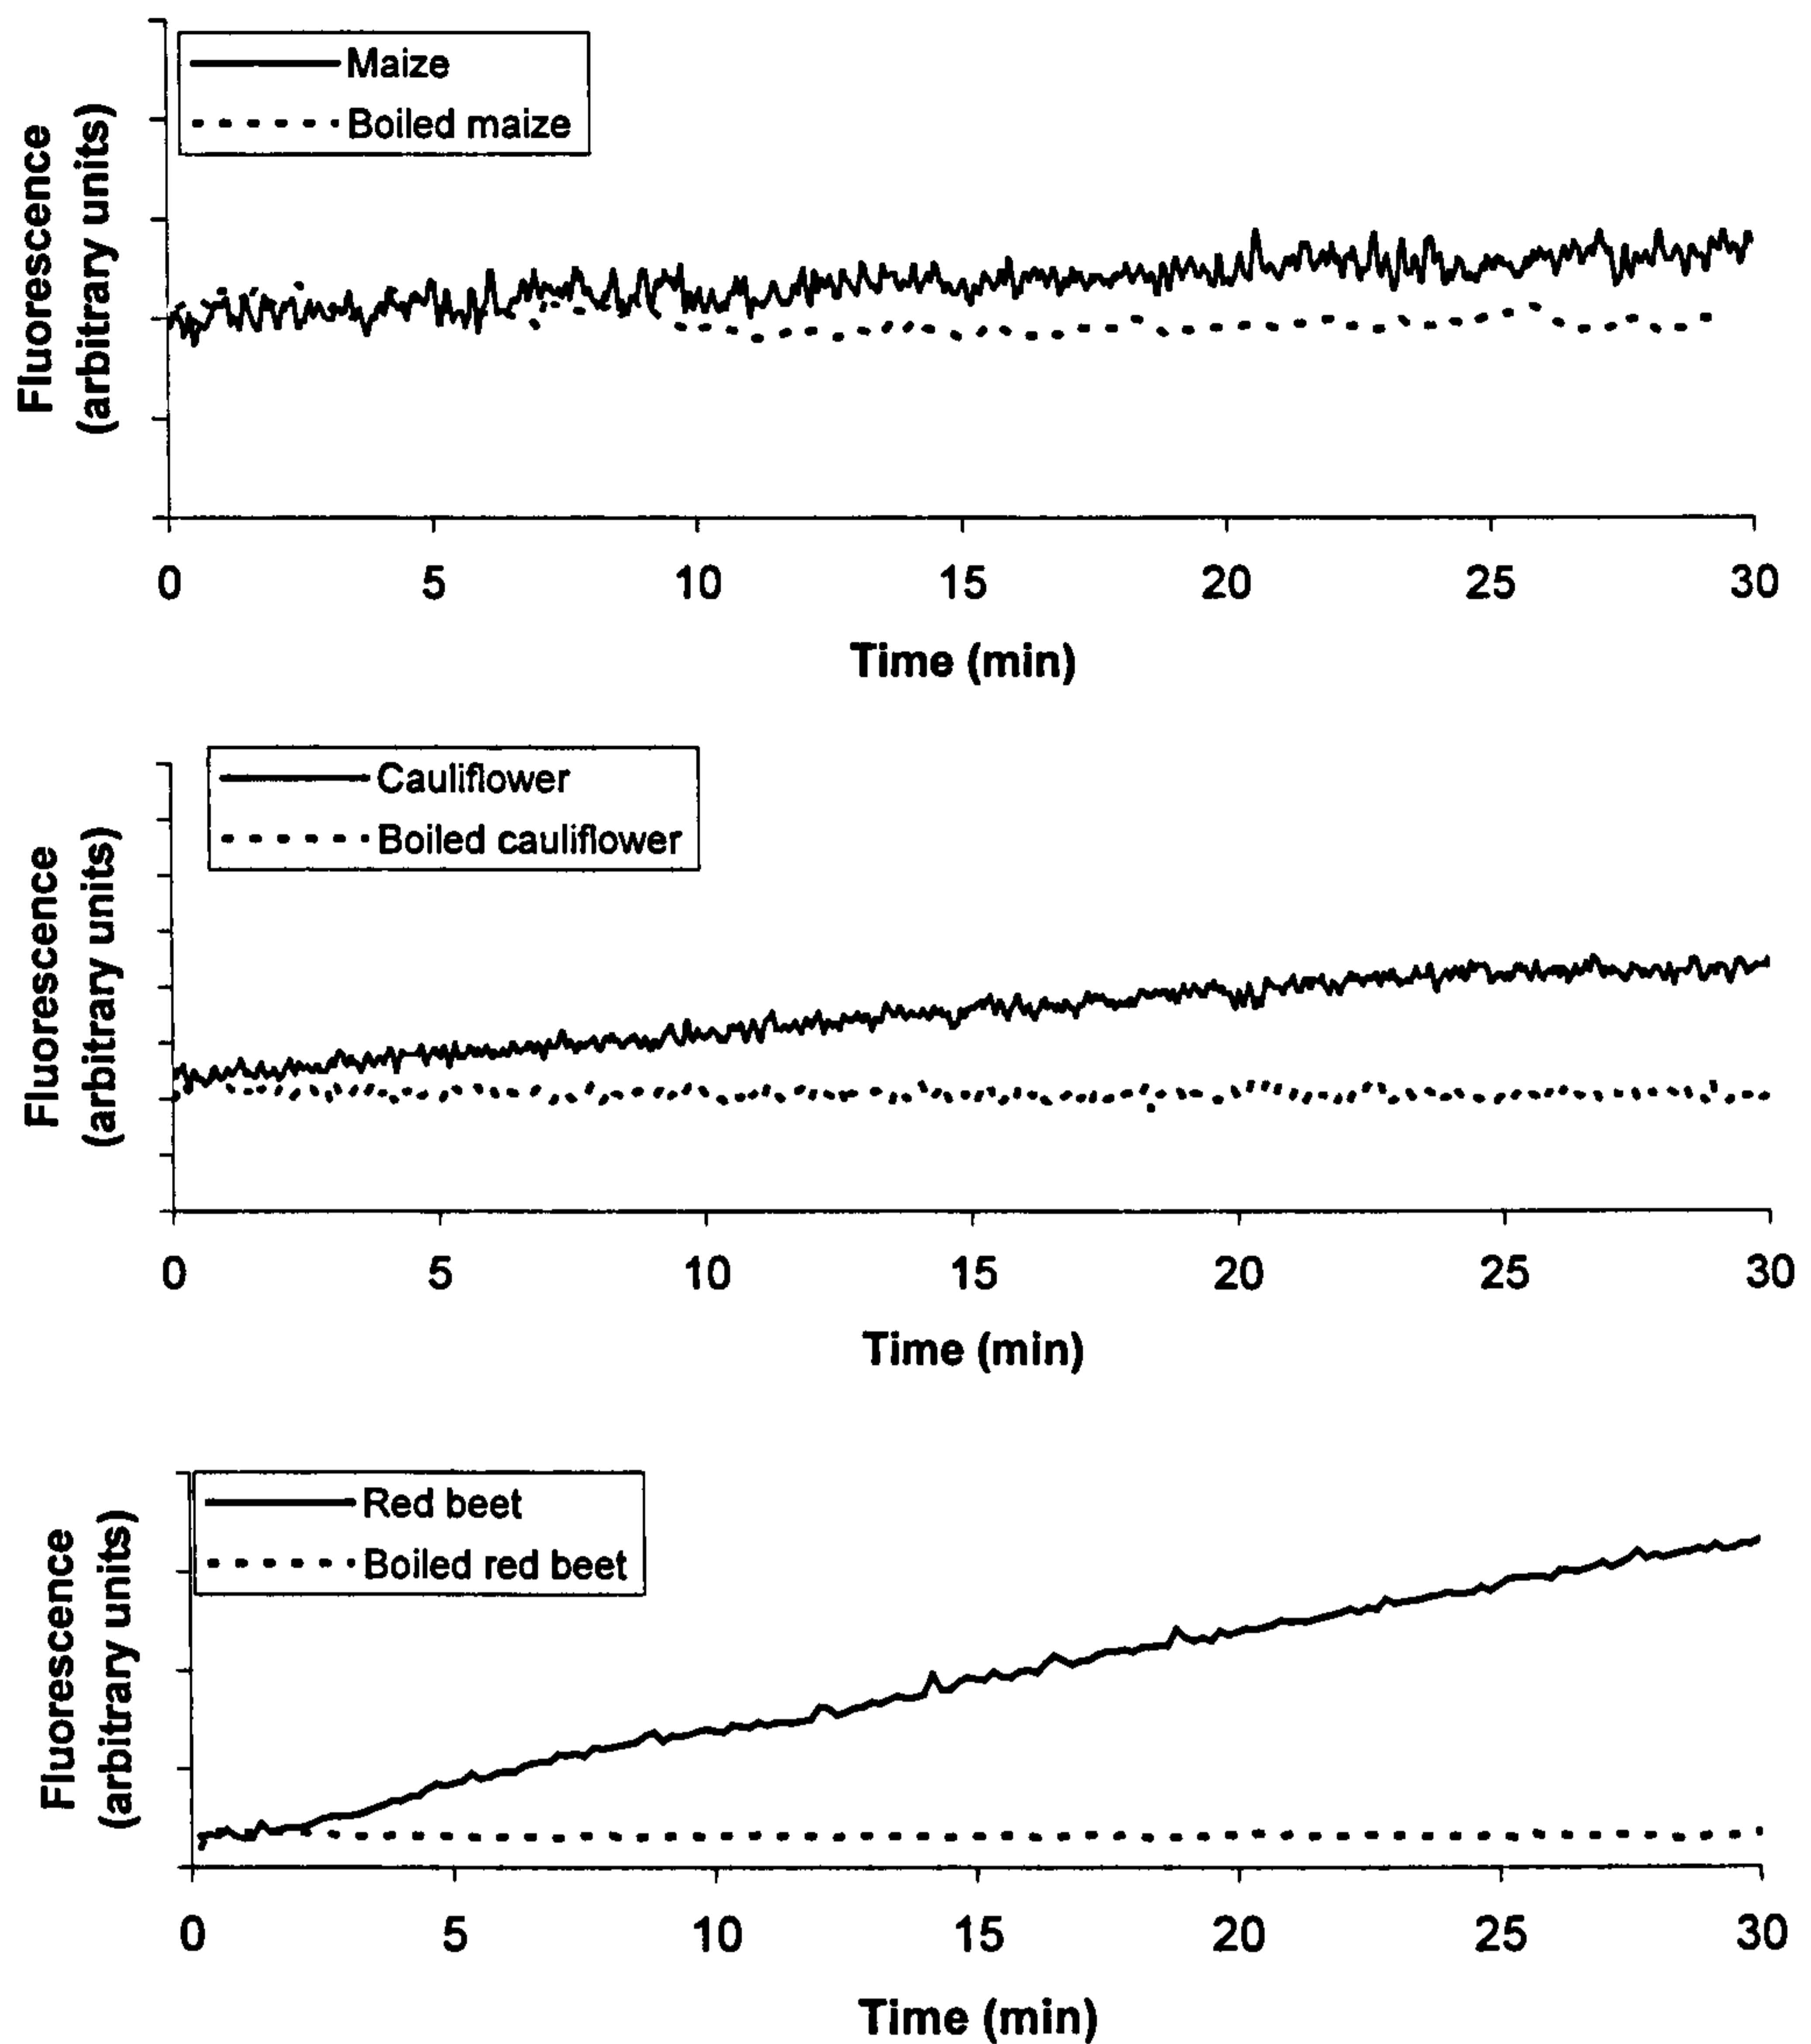 Maize
Boiled maize
Fluorescence
(arbitrary units)
0 5 10 15 20 25 30
Time (min)
Cauliflower
Boiled cauliflower
Fluorescence
(arbitrary units)
0 5 10 15 20 25 30
Time (min)
Red beet
Boiled red beet
Fluorescence
(arbitrary units)
0 5 10 15 20 25 30
Time (min)